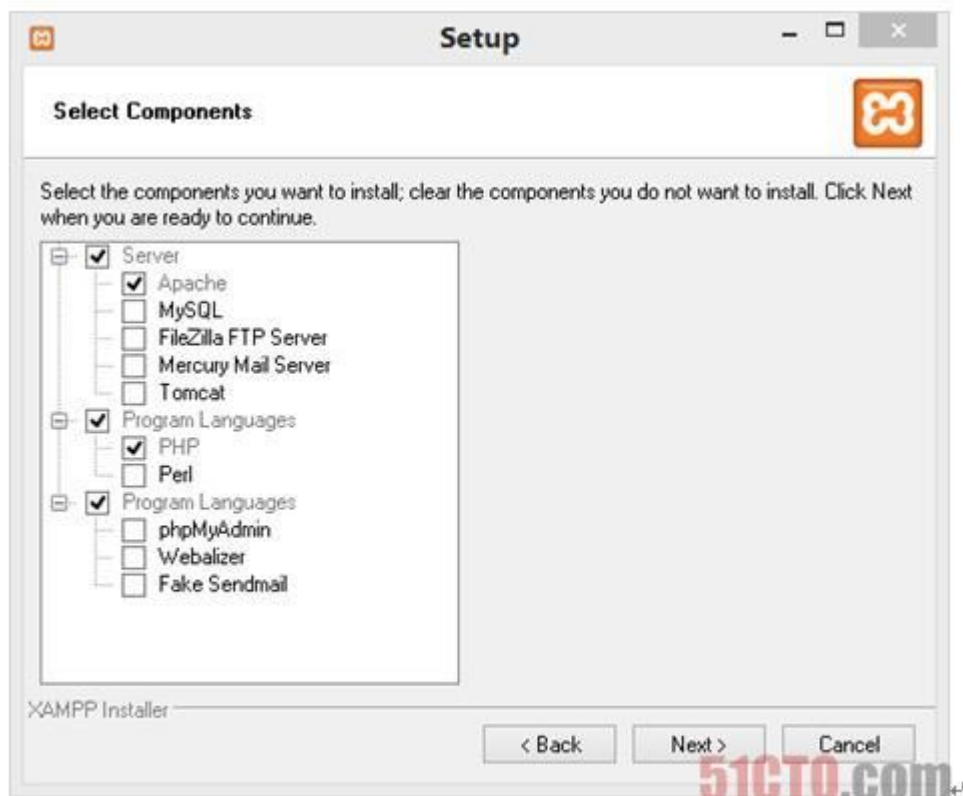 Setup
Select Components
Select the components you want to install; clear the components you do not want to install. Click Next
when you are ready to continue.
Server
Apache
MySQL
FileZilla FTP Server
Mercury Mail Server
Tomcat
Program Languages
PHP
Perl
Program Languages
phpMyAdmin
Webalizer
Fake Sendmail
XAMPP Installer
< Back
Next >
Cancel
51CTO.com